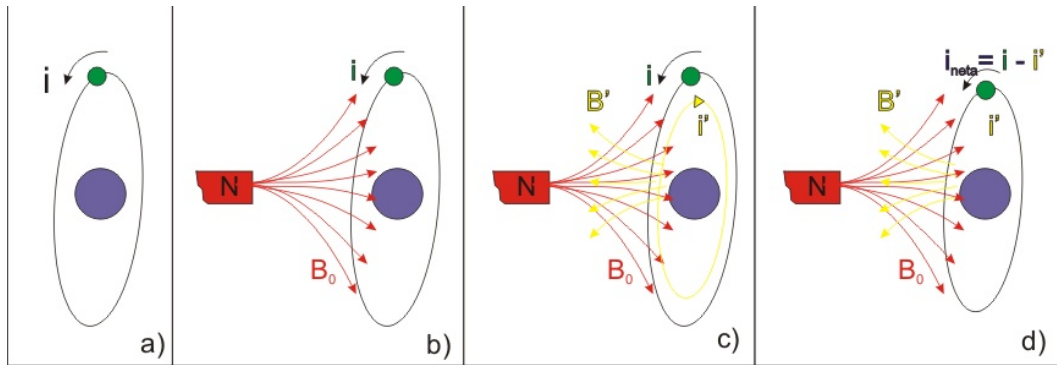 i
a)
i
N
B₀
b)
i
B'
i'
N
B₀
c)
iₙₑₜₐ = i - i'
B'
i'
N
B₀
d)